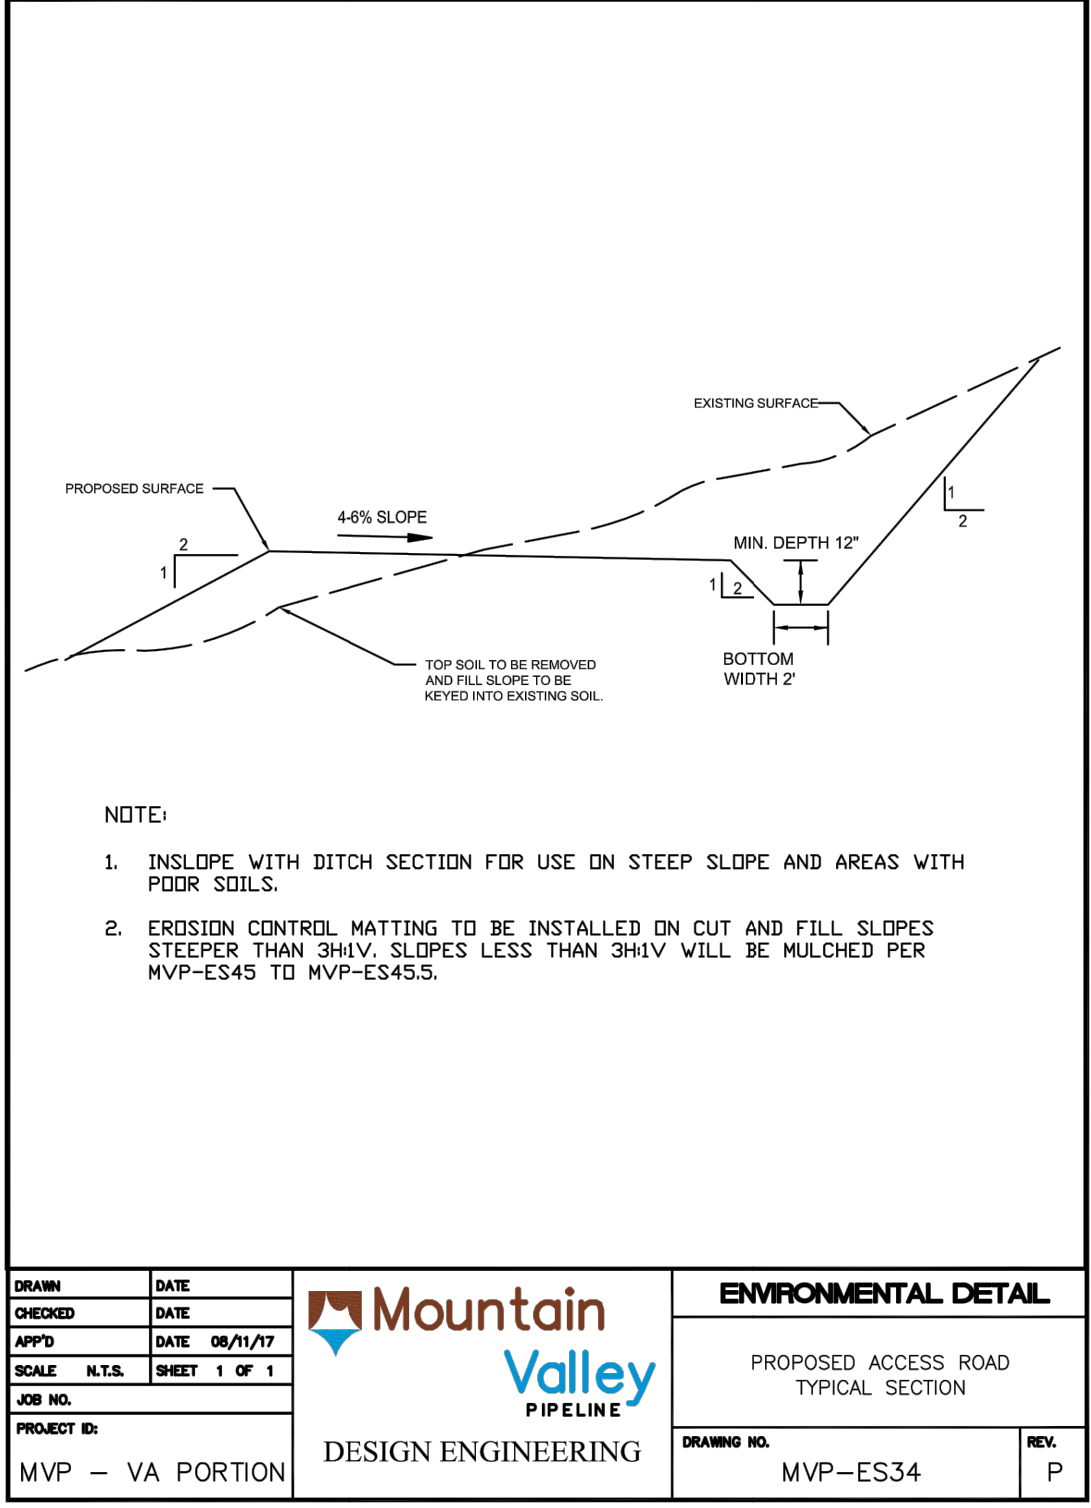 EXISTING SURFACE
PROPOSED SURFACE
4-6% SLOPE
2
1
1
2
MIN. DEPTH 12"
1
2
BOTTOM
WIDTH 2'
TOP SOIL TO BE REMOVED
AND FILL SLOPE TO BE
KEYED INTO EXISTING SOIL.
NOTE:
1. INSLOPE WITH DITCH SECTION FOR USE ON STEEP SLOPE AND AREAS WITH
POOR SOILS.
2. EROSION CONTROL MATTING TO BE INSTALLED ON CUT AND FILL SLOPES
STEEPER THAN 3H:1V. SLOPES LESS THAN 3H:1V WILL BE MULCHED PER
MVP-ES45 TO MVP-ES45.5.
DRAWN DATE
CHECKED DATE
APP'D DATE 08/11/17
SCALE N.T.S. SHEET 1 OF 1
JOB NO.
PROJECT ID:
MVP - VA PORTION
Mountain
Valley
PIPELINE
DESIGN ENGINEERING
ENVIRONMENTAL DETAIL
PROPOSED ACCESS ROAD
TYPICAL SECTION
DRAWING NO.
MVP-ES34
REV.
P